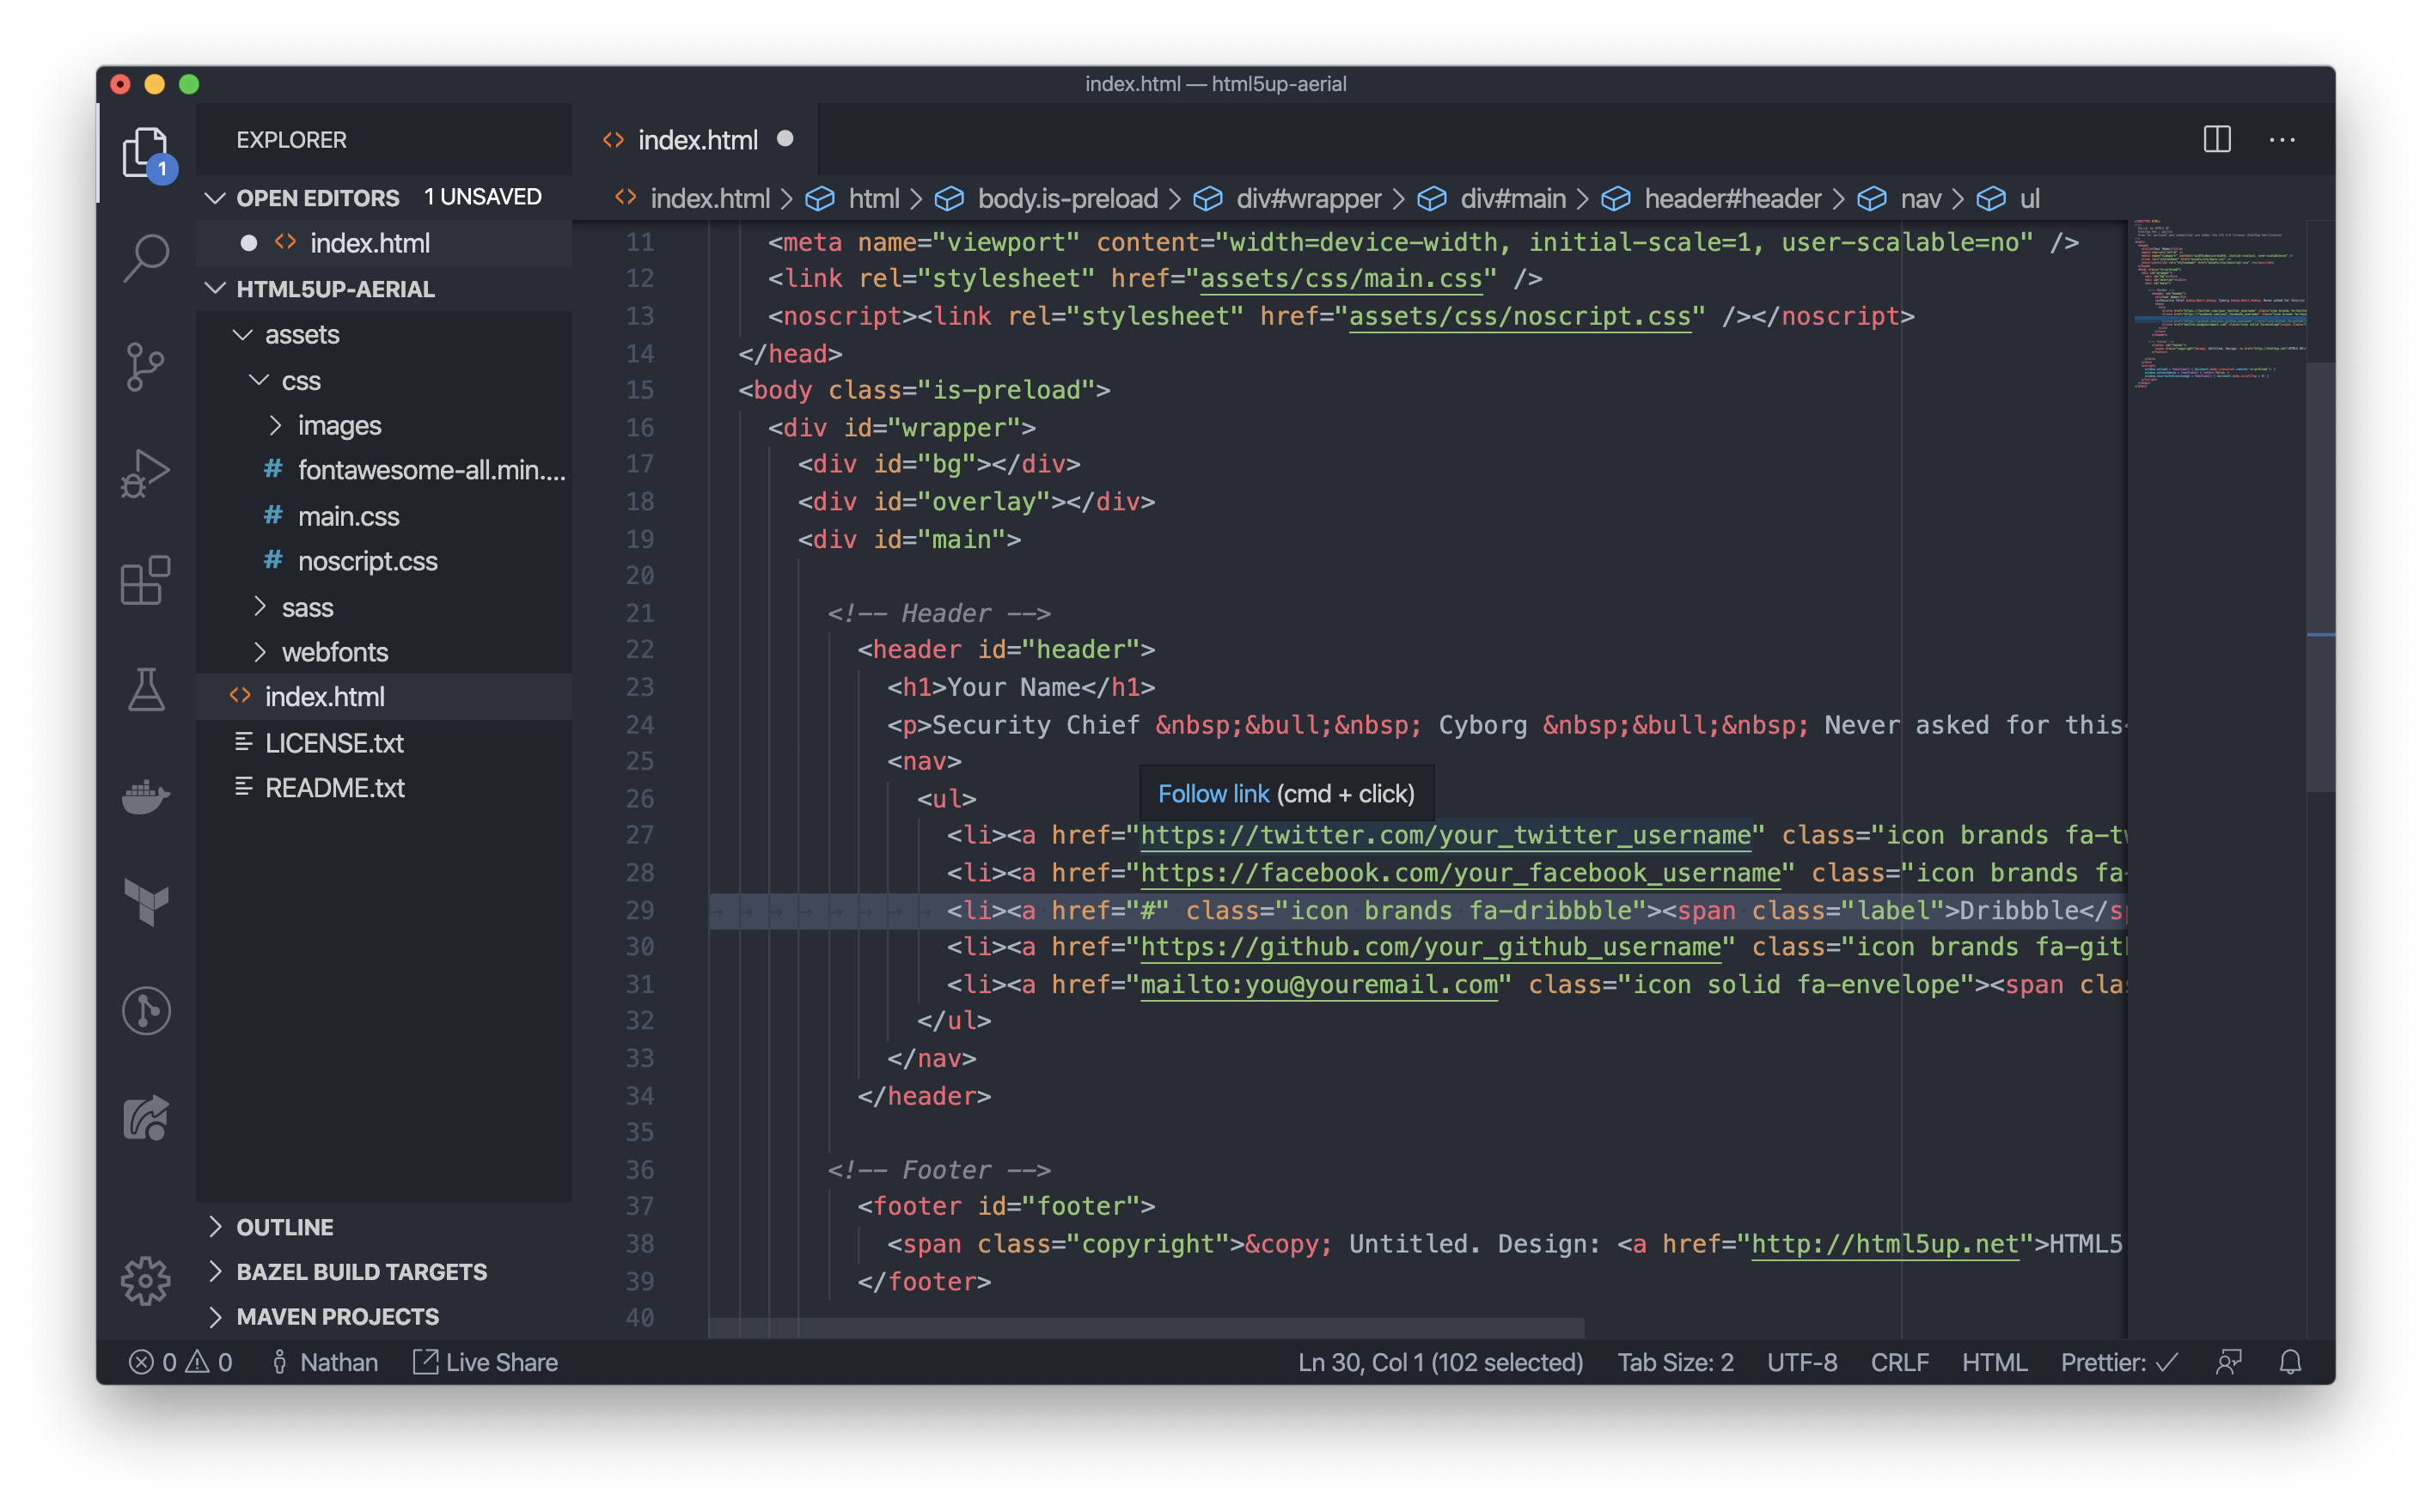 index.html — html5up-aerial
EXPLORER
1
OPEN EDITORS 1 UNSAVED
index.html
HTML5UP-AERIAL
assets
css
images
fontawesome-all.min....
main.css
noscript.css
sass
webfonts
index.html
LICENSE.txt
README.txt
OUTLINE
BAZEL BUILD TARGETS
MAVEN PROJECTS
index.html
index.html > html > body.is-preload > div#wrapper > div#main > header#header > nav > ul
11 <meta name="viewport" content="width=device-width, initial-scale=1, user-scalable=no" />
12 <link rel="stylesheet" href="assets/css/main.css" />
13 <noscript><link rel="stylesheet" href="assets/css/noscript.css" /></noscript>
14 </head>
15 <body class="is-preload">
16 <div id="wrapper">
17 <div id="bg"></div>
18 <div id="overlay"></div>
19 <div id="main">
20
21 <!-- Header -->
22 <header id="header">
23 <h1>Your Name</h1>
24 <p>Security Chief &nbsp;&bull;&nbsp; Cyborg &nbsp;&bull;&nbsp; Never asked for this<
25 <nav>
Follow link (cmd + click)
26 <ul>
27 <li><a href="https://twitter.com/your_twitter_username" class="icon brands fa-tw
28 <li><a href="https://facebook.com/your_facebook_username" class="icon brands fa-
29 <li><a href="#" class="icon brands fa-dribbble"><span class="label">Dribbble</sp
30 <li><a href="https://github.com/your_github_username" class="icon brands fa-gith
31 <li><a href="mailto:you@youremail.com" class="icon solid fa-envelope"><span clas
32 </ul>
33 </nav>
34 </header>
35
36 <!-- Footer -->
37 <footer id="footer">
38 <span class="copyright">&copy; Untitled. Design: <a href="http://html5up.net">HTML5
39 </footer>
40
0 0 Nathan Live Share Ln 30, Col 1 (102 selected) Tab Size: 2 UTF-8 CRLF HTML Prettier: ✓